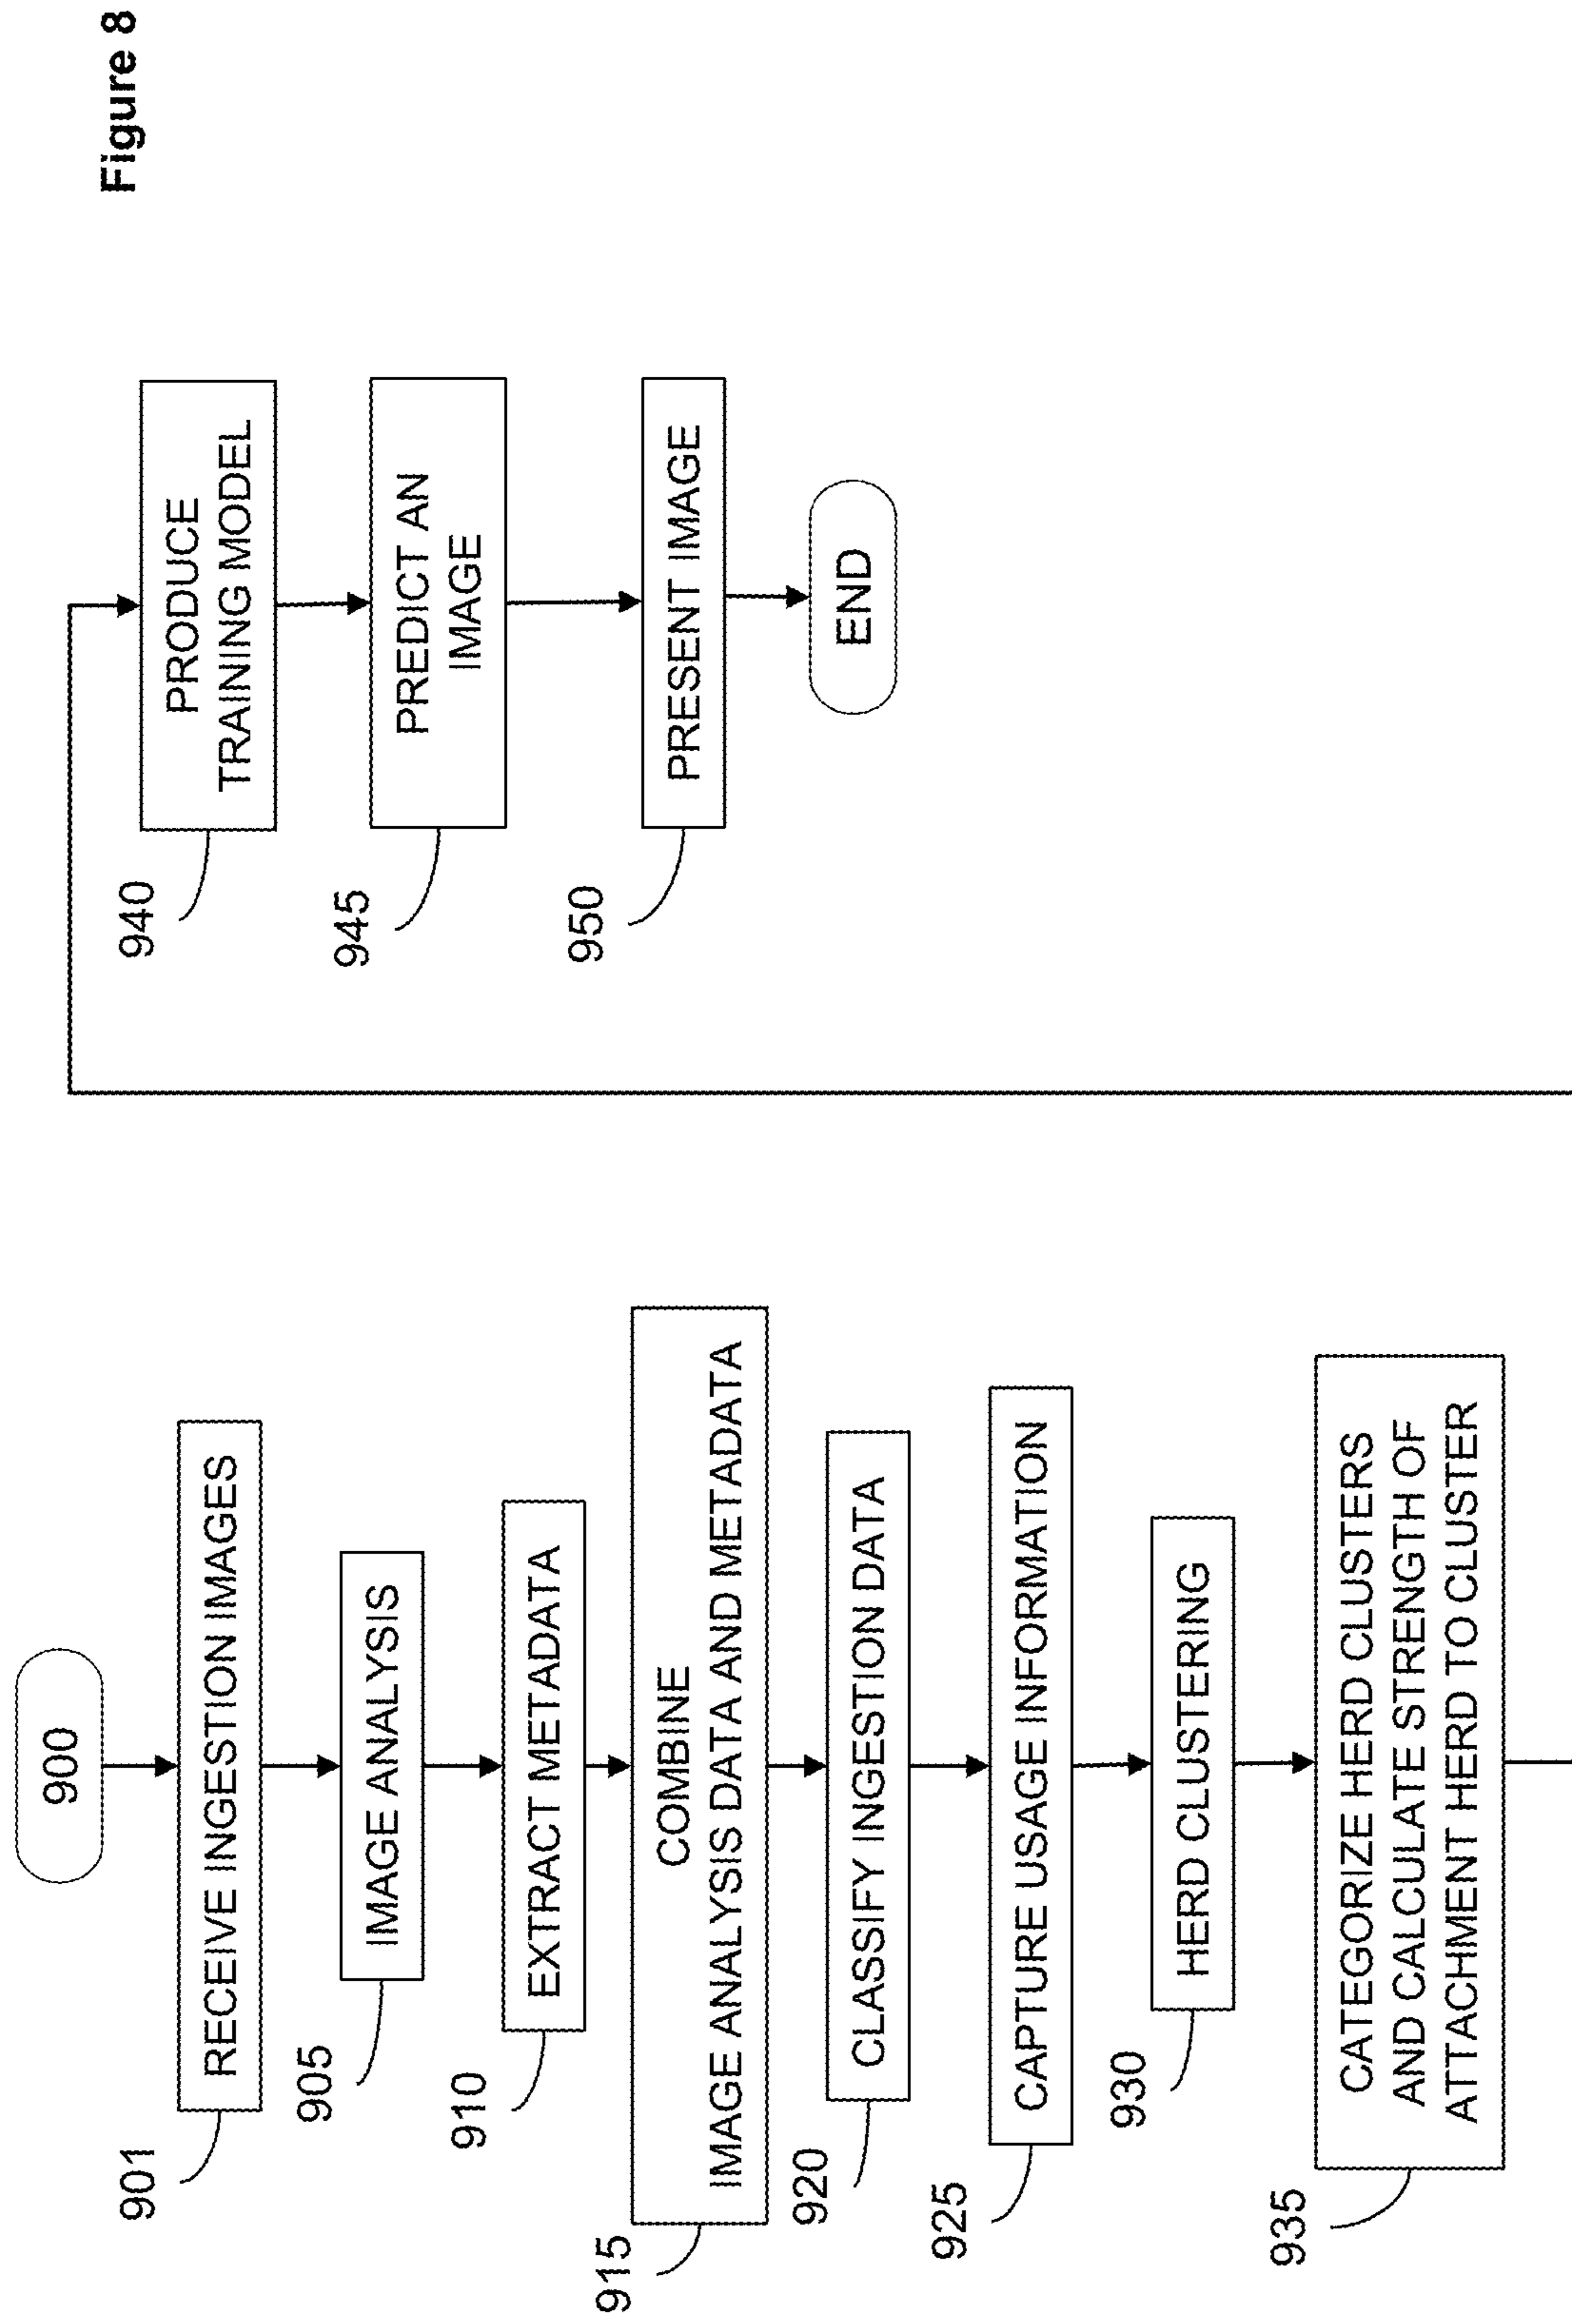 Figure 8
900
901
RECEIVE INGESTION IMAGES
905
IMAGE ANALYSIS
910
EXTRACT METADATA
915
COMBINE
IMAGE ANALYSIS DATA AND METADATA
920
CLASSIFY INGESTION DATA
925
CAPTURE USAGE INFORMATION
930
HERD CLUSTERING
935
CATEGORIZE HERD CLUSTERS
AND CALCULATE STRENGTH OF
ATTACHMENT HERD TO CLUSTER
940
PRODUCE
TRAINING MODEL
945
PREDICT AN
IMAGE
950
PRESENT IMAGE
END